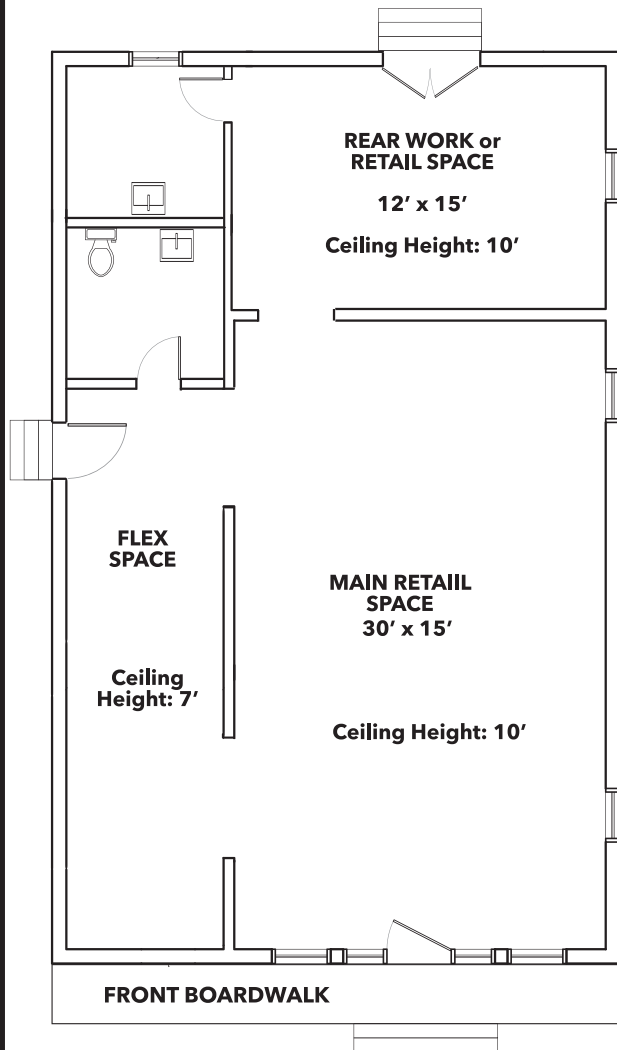 REAR WORK or
RETAIL SPACE
12’ x 15’
Ceiling Height: 10’
FLEX
SPACE
Ceiling
Height: 7’
MAIN RETAIIL
SPACE
30’ x 15’
Ceiling Height: 10’
FRONT BOARDWALK